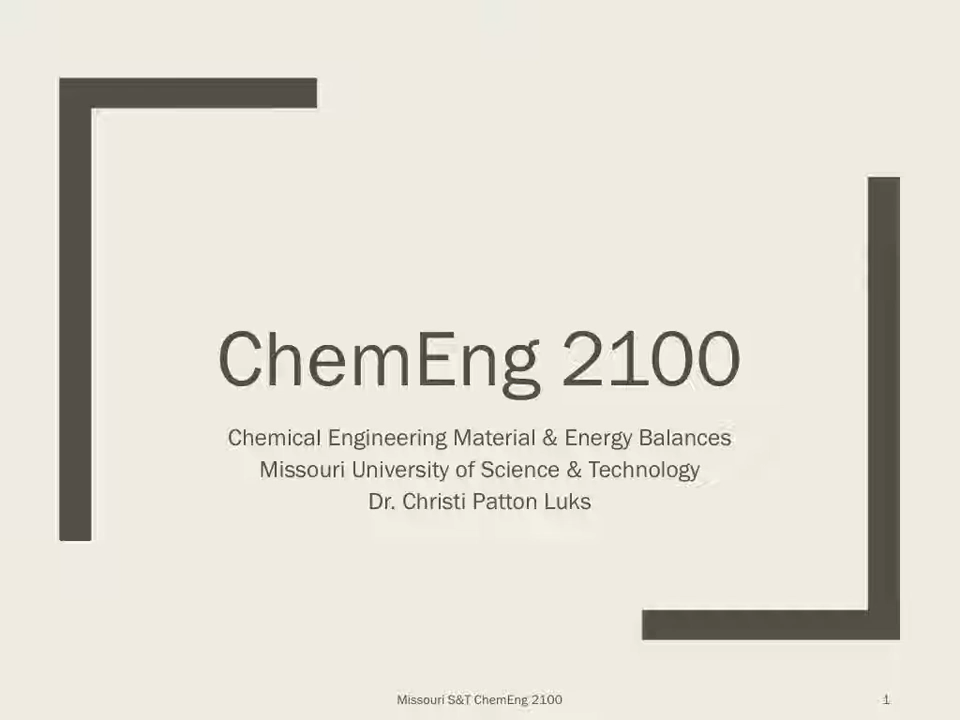 ChemEng 2100
Chemical Engineering Material & Energy Balances
Missouri University of Science & Technology
Dr. Christi Patton Luks
Missouri S&T ChemEng 2100
1